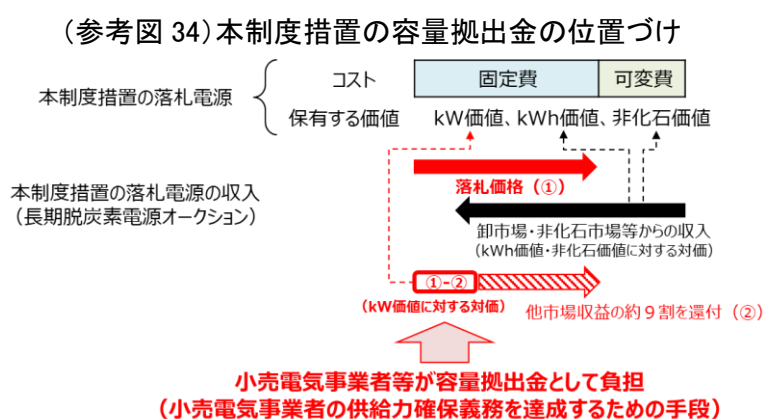 （参考図 34）本制度措置の容量拠出金の位置づけ
本制度措置の落札電源
コスト
固定費
可変費
保有する価値
kW価値、kWh価値、非化石価値
本制度措置の落札電源の収入
（長期脱炭素電源オークション）
落札価格（①）
卸市場・非化石市場等からの収入
（kWh価値・非化石価値に対する対価）
①-②
（kW価値に対する対価）
他市場収益の約９割を還付（②）
小売電気事業者等が容量拠出金として負担
（小売電気事業者の供給力確保義務を達成するための手段）